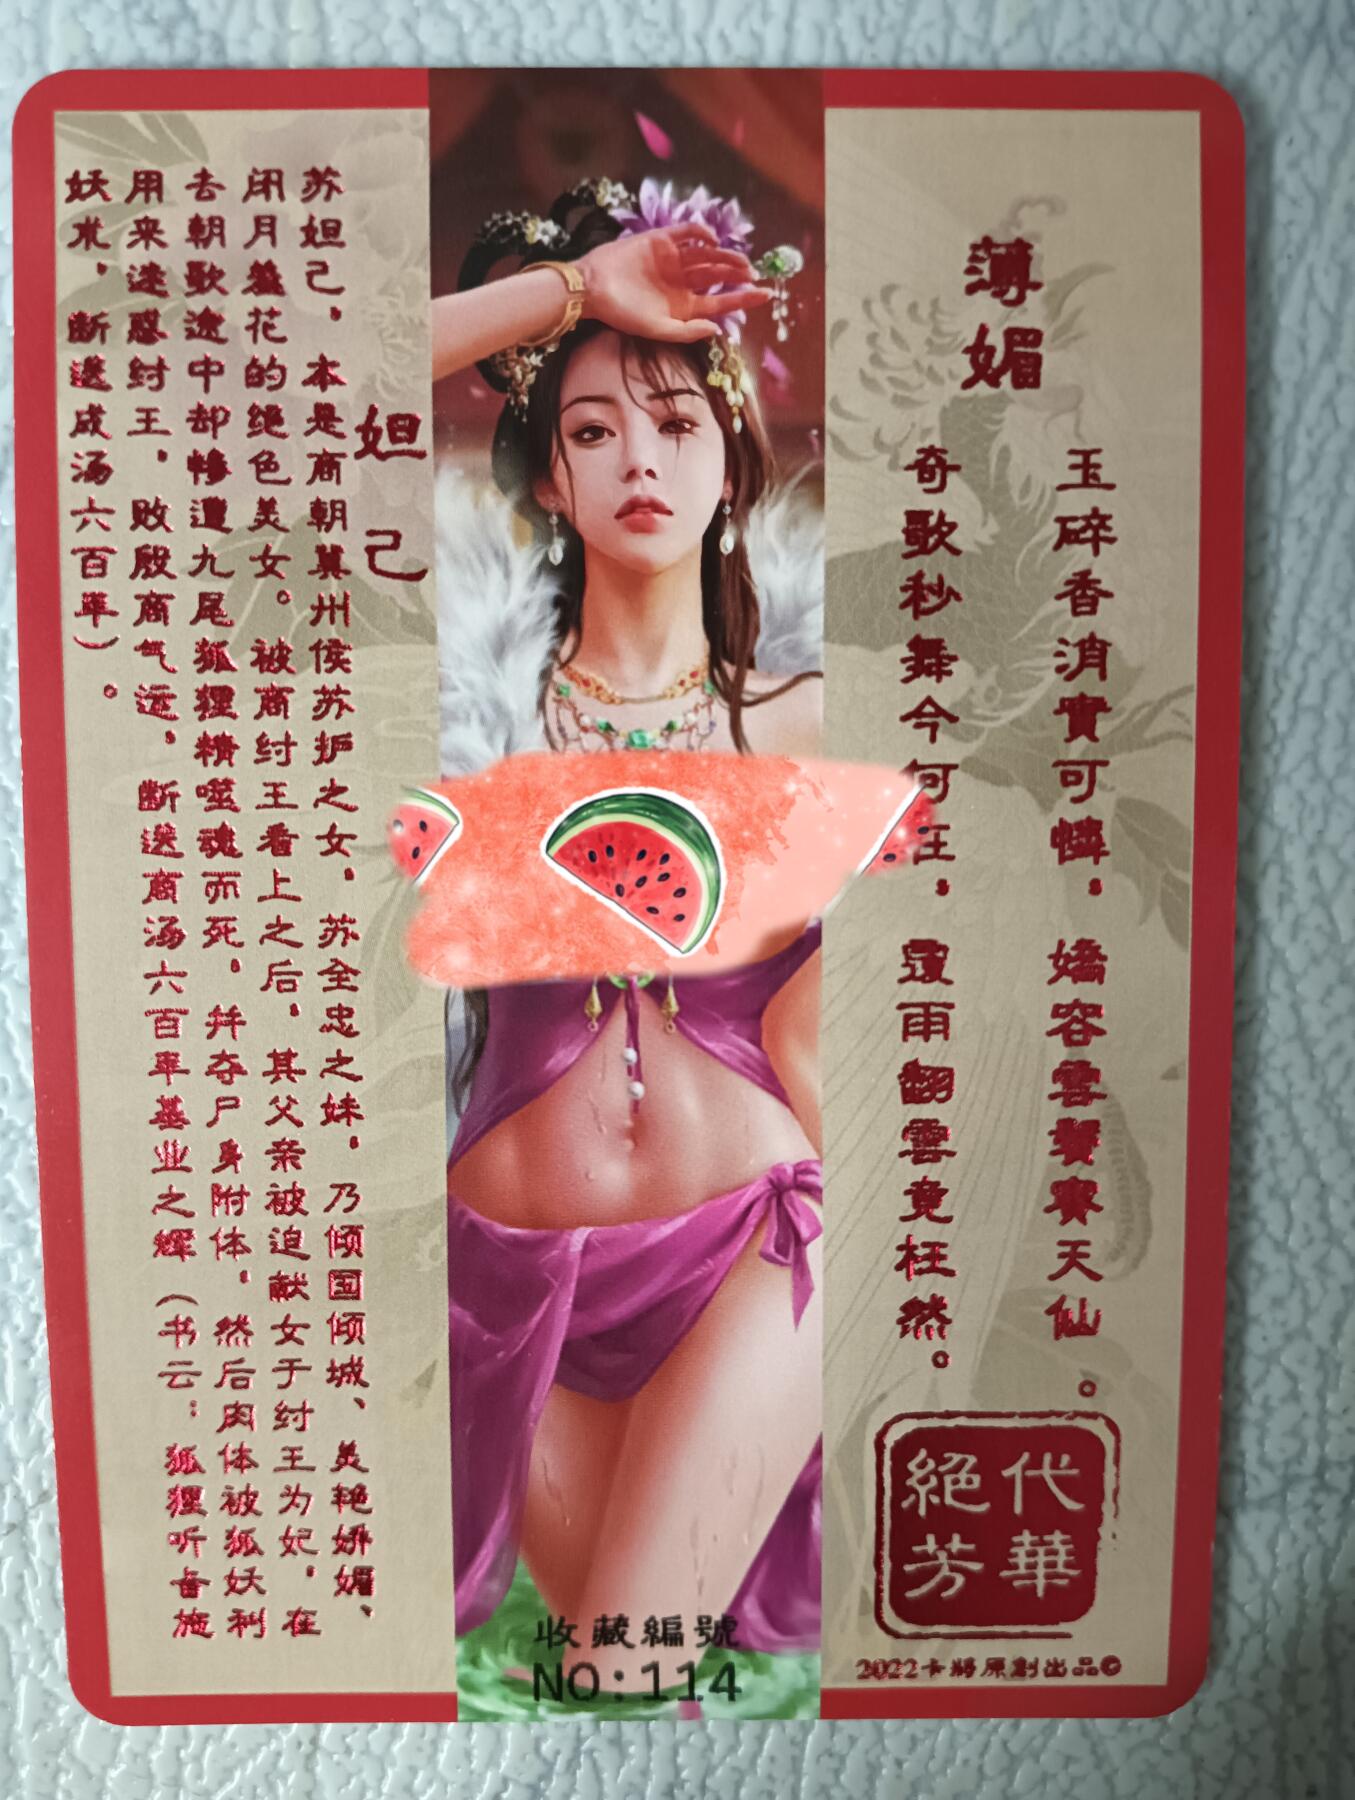 薄媚
玉碎香消實可憐，嬌容雲鬢賽天仙。
奇歌秒舞今何，覆雨翻雲竟枉然。
絕代
芳華
2022卡將原創出品©
妲己
苏妲己，本是商朝冀州侯苏护之女，苏全忠之妹，乃倾国倾城、美艳娇媚、
闭月羞花的绝色美女。被商纣王看上之后，其父亲被迫献女于纣王为妃，在
去朝歌途中却惨遭九尾狐狸精噬魂而死，并夺尸身附体，然后肉体被狐妖利
用来迷惑纣王，败殷商气运，断送商汤六百年基业之辉（书云：狐狸听旨施
妖术，断送成汤六百年）。
收藏編號
NO:114